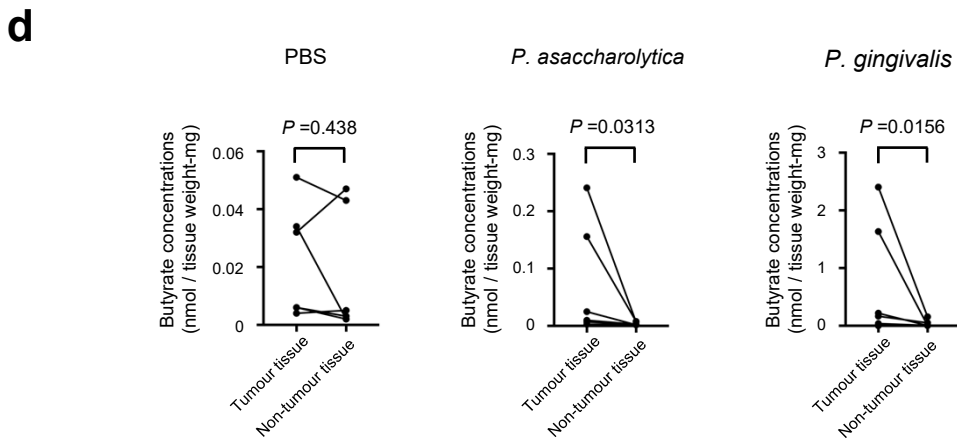 d
PBS
P. asaccharolytica
P. gingivalis
P =0.438
P =0.0313
P =0.0156
Butyrate concentrations
(nmol / tissue weight-mg)
0.06
0.04
0.02
0
Tumour tissue
Non-tumour tissue
Butyrate concentrations
(nmol / tissue weight-mg)
0.3
0.2
0.1
0
Tumour tissue
Non-tumour tissue
Butyrate concentrations
(nmol / tissue weight-mg)
3
2
1
0
Tumour tissue
Non-tumour tissue